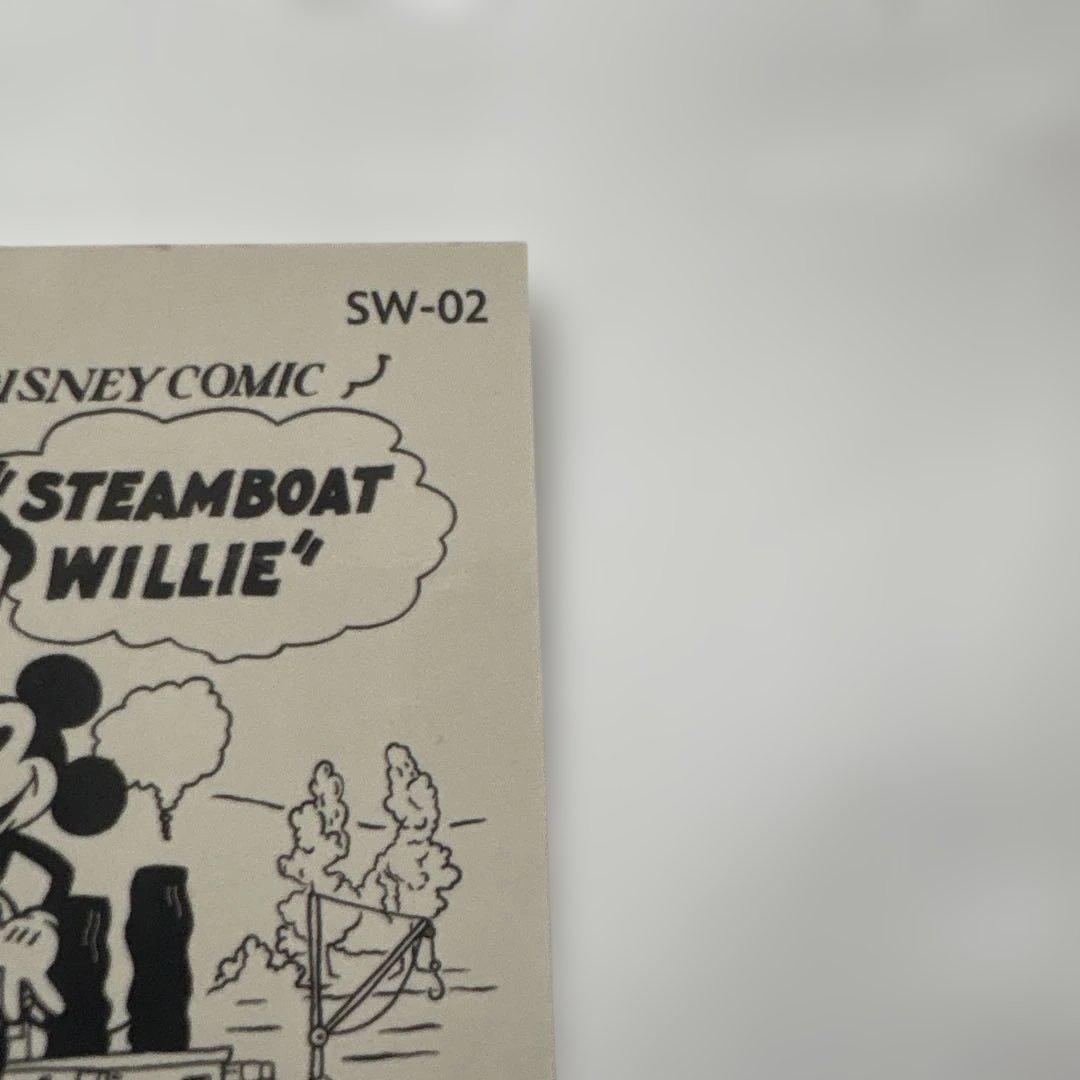 SW-02
ISNEY COMIC
"STEAMBOAT
WILLIE"